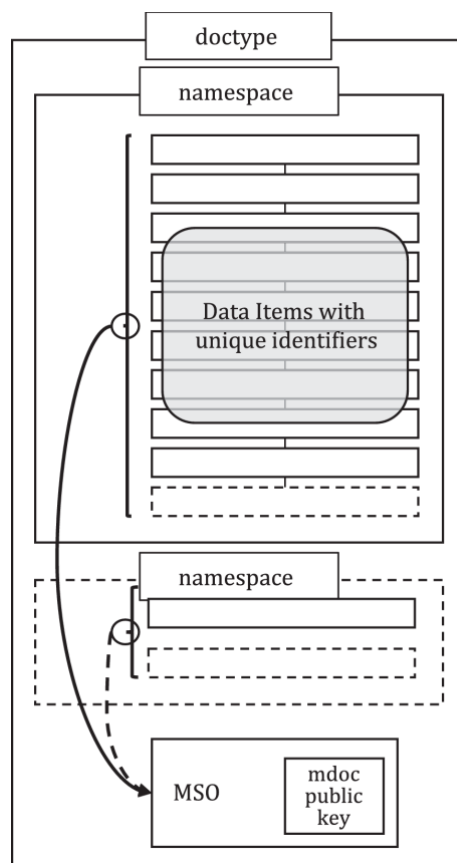 doctype
namespace
Data Items with
unique identifiers
namespace
MSO
mdoc
public
key